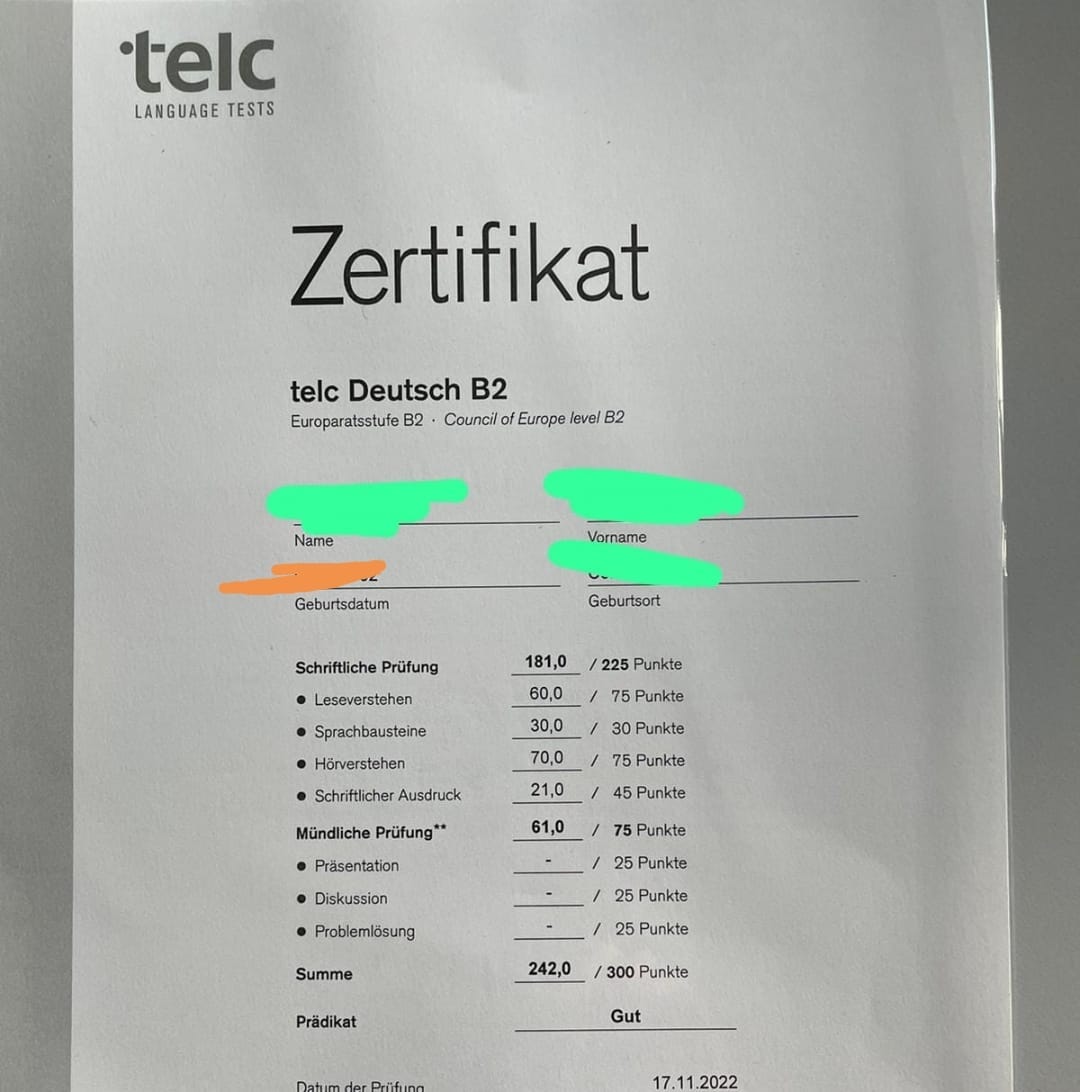 telc
LANGUAGE TESTS
Zertifikat
telc Deutsch B2
Europaratsstufe B2 · Council of Europe level B2
Name Vorname
Geburtsdatum Geburtsort
Schriftliche Prüfung 181,0 / 225 Punkte
• Leseverstehen 60,0 / 75 Punkte
• Sprachbausteine 30,0 / 30 Punkte
• Hörverstehen 70,0 / 75 Punkte
• Schriftlicher Ausdruck 21,0 / 45 Punkte
Mündliche Prüfung** 61,0 / 75 Punkte
• Präsentation - / 25 Punkte
• Diskussion - / 25 Punkte
• Problemlösung - / 25 Punkte
Summe 242,0 / 300 Punkte
Prädikat Gut
Datum der Prüfung 17.11.2022